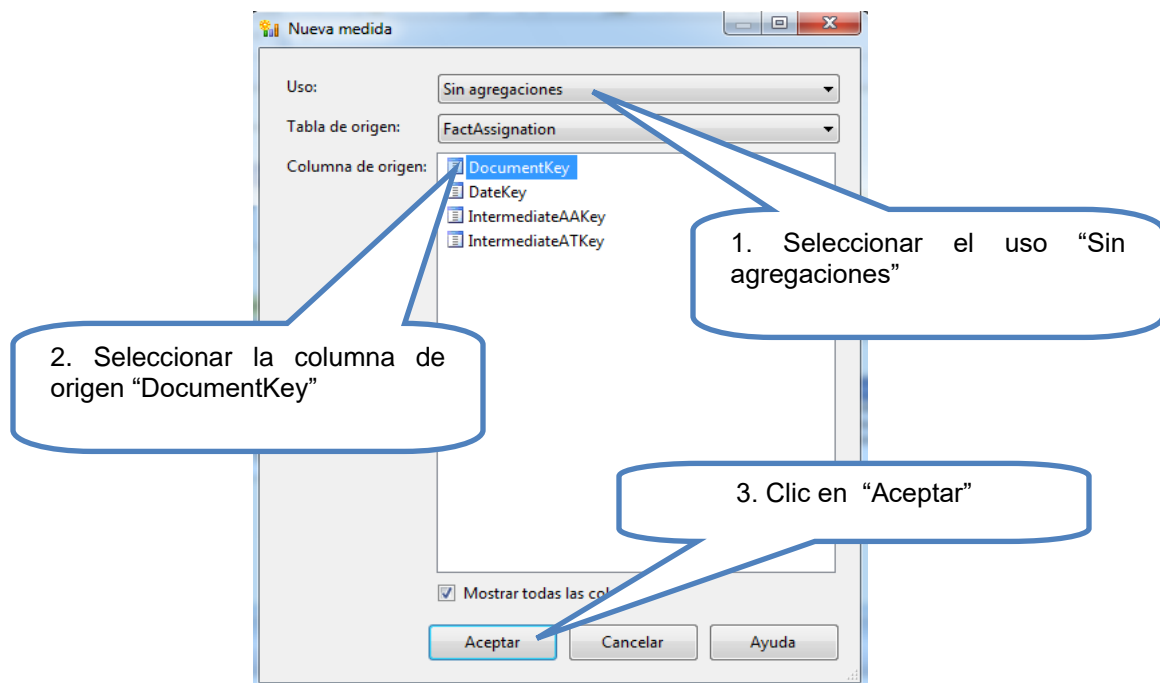 Nueva medida
Uso:
Sin agregaciones
Tabla de origen:
FactAssignation
Columna de origen:
DocumentKey
DateKey
IntermediateAAKey
IntermediateATKey
1. Seleccionar el uso “Sin
agregaciones”
2. Seleccionar la columna de
origen “DocumentKey”
3. Clic en “Aceptar”
Mostrar todas las
Aceptar
Cancelar
Ayuda